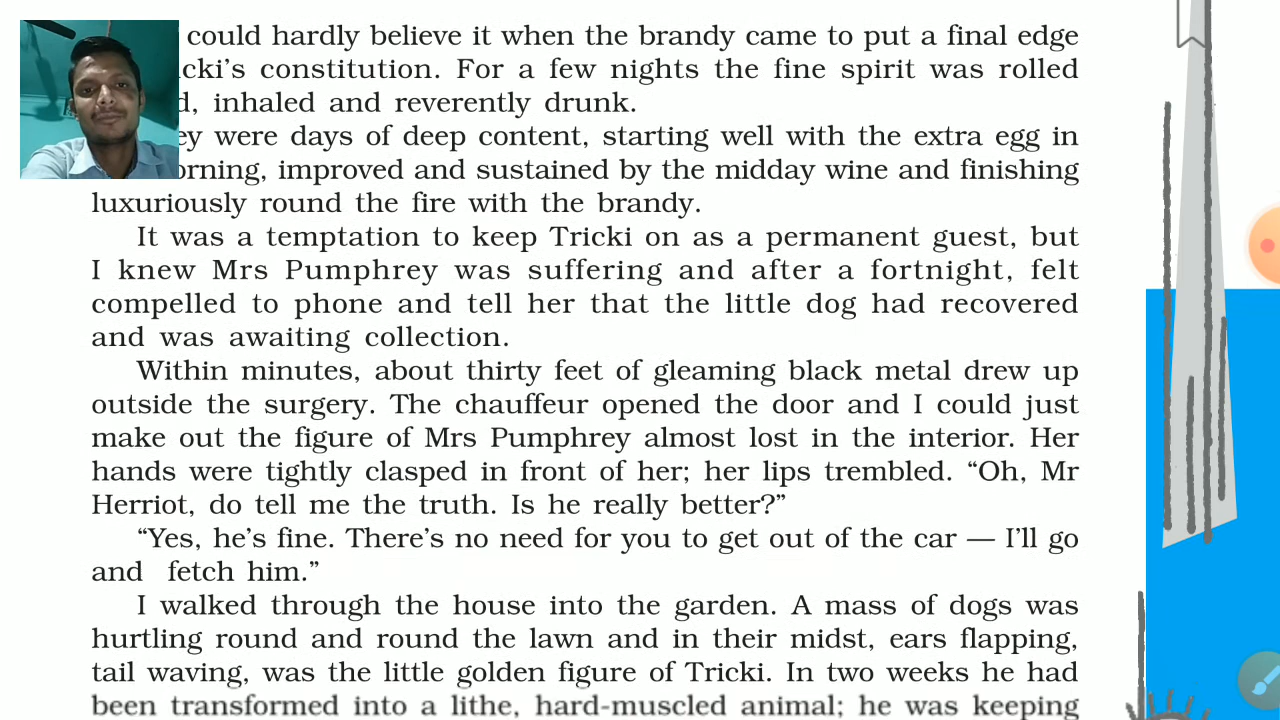 could hardly believe it when the brandy came to put a final edge
icki's constitution. For a few nights the fine spirit was rolled
d, inhaled and reverently drunk.
ey were days of deep content, starting well with the extra egg in
orning, improved and sustained by the midday wine and finishing
luxuriously round the fire with the brandy.
It was a temptation to keep Tricki on as a permanent guest, but
I knew Mrs Pumphrey was suffering and after a fortnight, felt
compelled to phone and tell her that the little dog had recovered
and was awaiting collection.
Within minutes, about thirty feet of gleaming black metal drew up
outside the surgery. The chauffeur opened the door and I could just
make out the figure of Mrs Pumphrey almost lost in the interior. Her
hands were tightly clasped in front of her; her lips trembled. “Oh, Mr
Herriot, do tell me the truth. Is he really better?”
“Yes, he's fine. There's no need for you to get out of the car — I'll go
and fetch him.”
I walked through the house into the garden. A mass of dogs was
hurtling round and round the lawn and in their midst, ears flapping,
tail waving, was the little golden figure of Tricki. In two weeks he had
been transformed into a lithe, hard-muscled animal; he was keeping